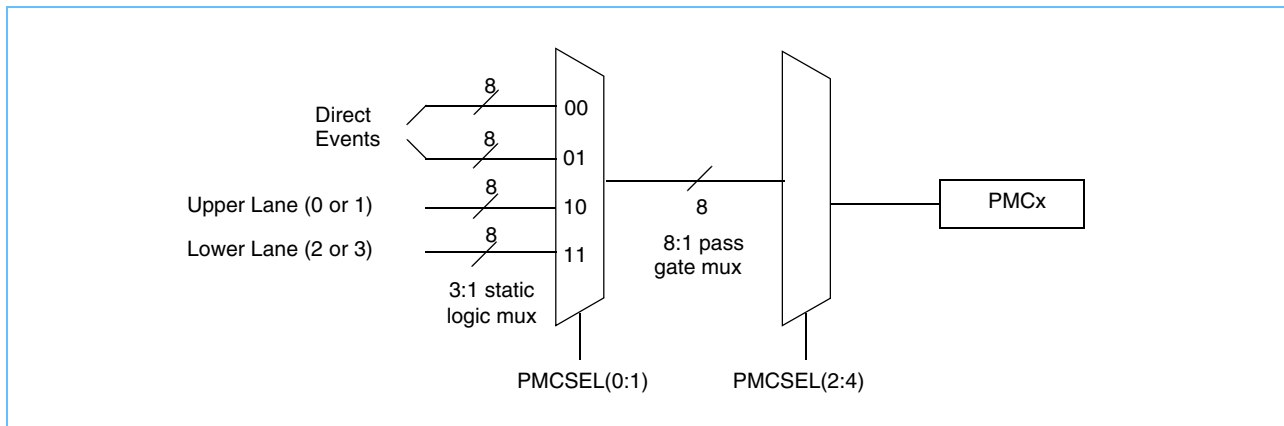 Direct
Events
8
00
8
01
Upper Lane (0 or 1)
8
10
Lower Lane (2 or 3)
8
11
3:1 static
logic mux
PMCSEL(0:1)
8
8:1 pass
gate mux
PMCSEL(2:4)
PMCx